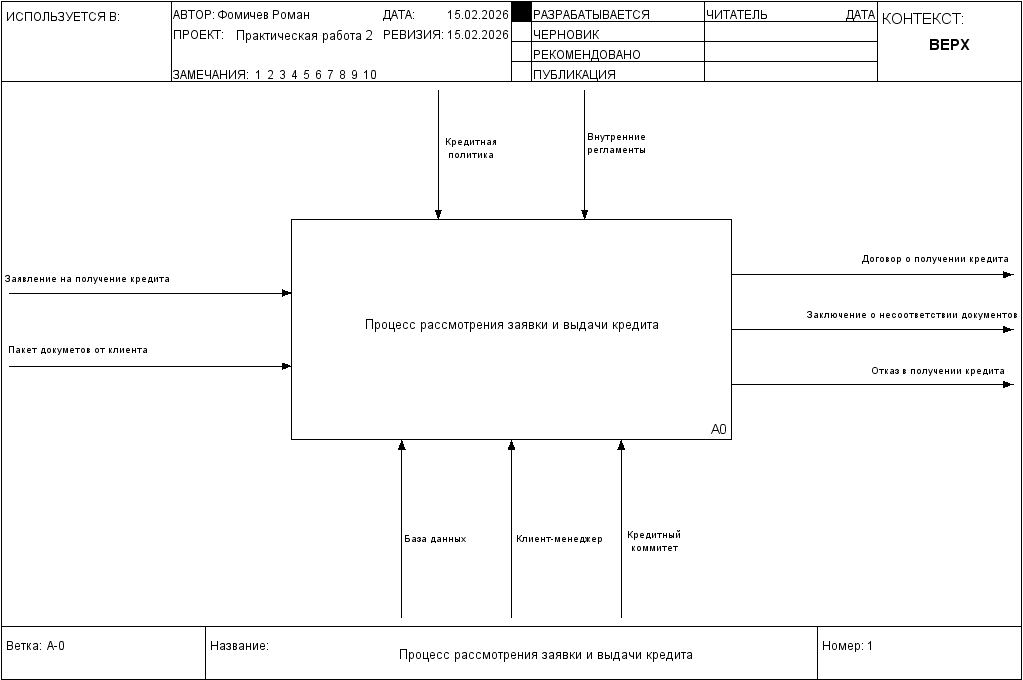 ИСПОЛЬЗУЕТСЯ В:
АВТОР: Фомичев Роман
ДАТА: 15.02.2026
ПРОЕКТ: Практическая работа 2
РЕВИЗИЯ: 15.02.2026
ЗАМЕЧАНИЯ: 1 2 3 4 5 6 7 8 9 10
РАЗРАБАТЫВАЕТСЯ
ЧЕРНОВИК
РЕКОМЕНДОВАНО
ПУБЛИКАЦИЯ
ЧИТАТЕЛЬ
ДАТА
КОНТЕКСТ:
ВЕРХ
Кредитная
политика
Внутренние
регламенты
Заявление на получение кредита
Пакет докуметов от клиента
Процесс рассмотрения заявки и выдачи кредита
A0
Договор о получении кредита
Заключение о несоответствии документов
Отказ в получении кредита
База данных
Клиент-менеджер
Кредитный
коммитет
Ветка: A-0
Название:
Процесс рассмотрения заявки и выдачи кредита
Номер: 1